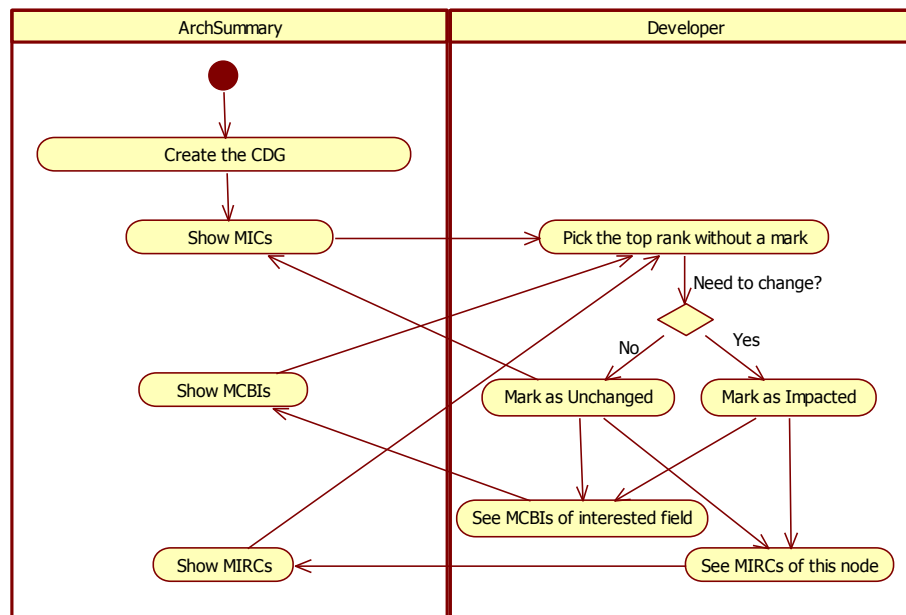 ArchSummary
Developer
Create the CDG
Show MICs
Pick the top rank without a mark
Need to change?
No
Yes
Show MCBIs
Mark as Unchanged
Mark as Impacted
See MCBIs of interested field
Show MIRCs
See MIRCs of this node